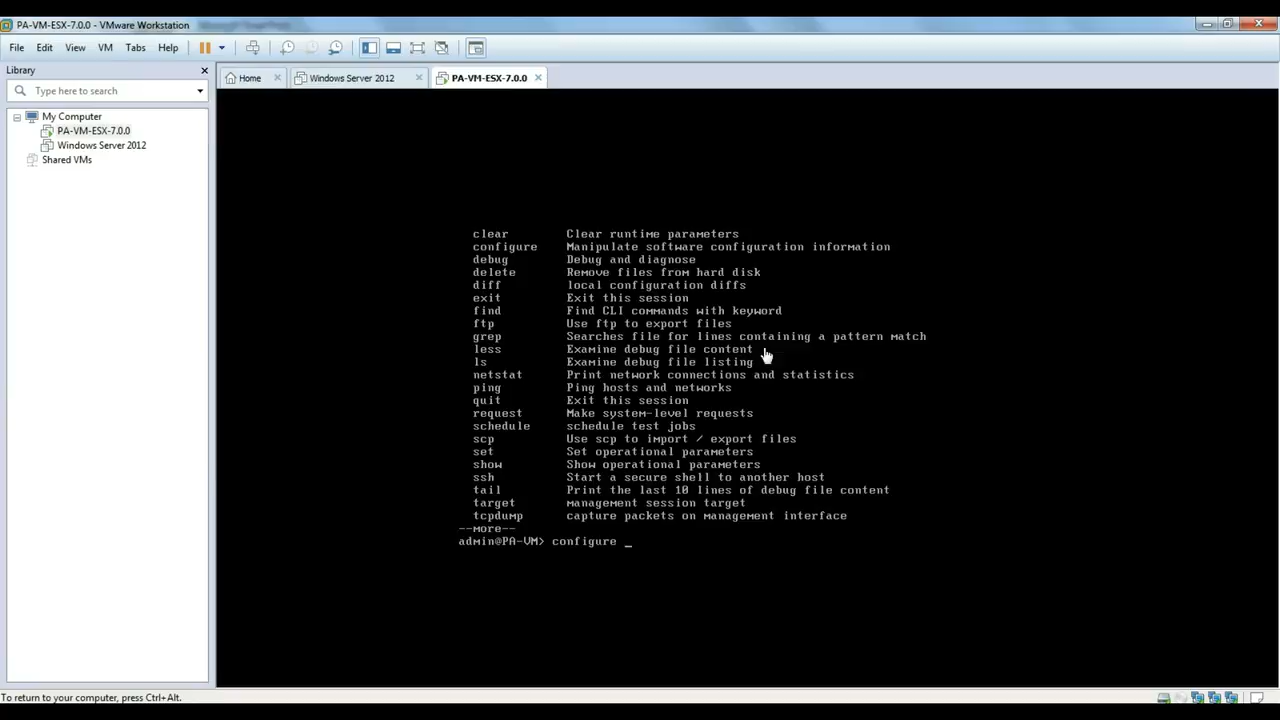 PA-VM-ESX-7.0.0 - VMware Workstation
File Edit View VM Tabs Help
Library
Type here to search
Home Windows Server 2012 PA-VM-ESX-7.0.0
My Computer
PA-VM-ESX-7.0.0
Windows Server 2012
Shared VMs
clear Clear runtime parameters
configure Manipulate software configuration information
debug Debug and diagnose
delete Remove files from hard disk
diff local configuration diffs
exit Exit this session
find Find CLI commands with keyword
ftp Use ftp to export files
grep Searches file for lines containing a pattern match
less Examine debug file content
ls Examine debug file listing
netstat Print network connections and statistics
ping Ping hosts and networks
quit Exit this session
request Make system-level requests
schedule schedule test jobs
scp Use scp to import / export files
set Set operational parameters
show Show operational parameters
ssh Start a secure shell to another host
tail Print the last 10 lines of debug file content
target management session target
tcpdump capture packets on management interface
--more--
admin@PA-VM> configure _
To return to your computer, press Ctrl+Alt.